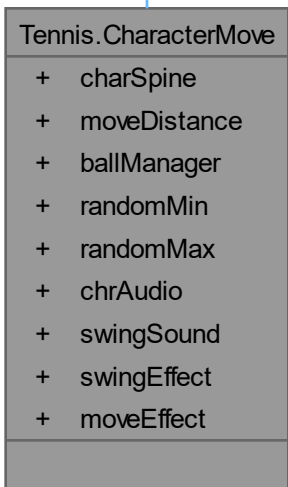 Tennis.CharacterMove
+ charSpine
+ moveDistance
+ ballManager
+ randomMin
+ randomMax
+ chrAudio
+ swingSound
+ swingEffect
+ moveEffect